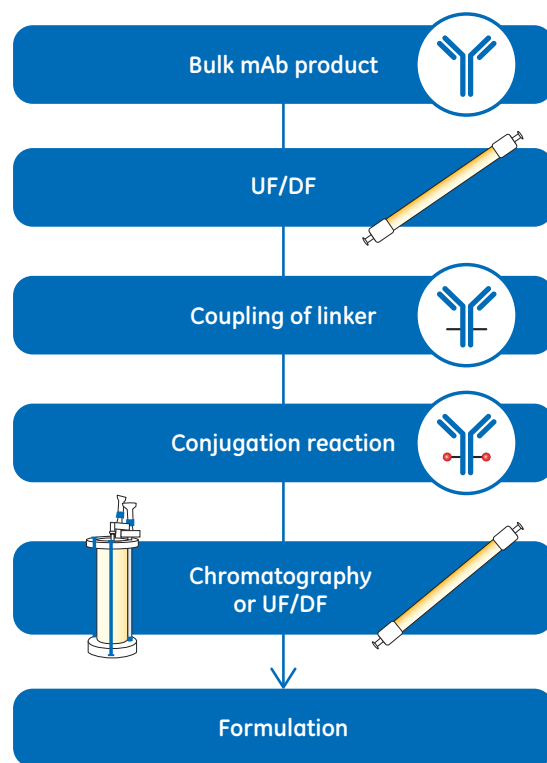 Bulk mAb product
UF/DF
Coupling of linker
Conjugation reaction
Chromatography
or UF/DF
Formulation